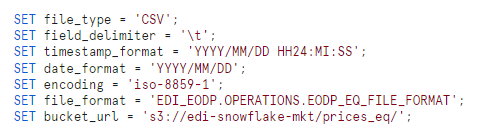 SET file_type = 'CSV';
SET field_delimiter = '\t';
SET timestamp_format = 'YYYY/MM/DD HH24:MI:SS';
SET date_format = 'YYYY/MM/DD';
SET encoding = 'iso-8859-1';
SET file_format = 'EDI_EODP.OPERATIONS.EODP_EQ_FILE_FORMAT';
SET bucket_url = 's3://edi-snowflake-mkt/prices_eq/';